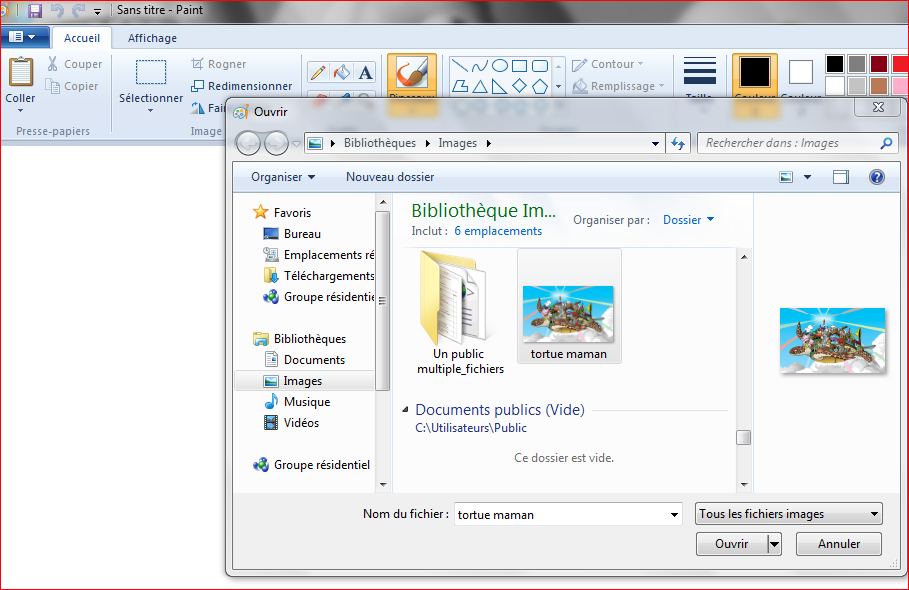 Sans titre - Paint
Accueil
Affichage
Coller
Couper
Copier
Presse-papiers
Sélectionner
Rogner
Redimensionner
Image
A
Contour
Remplissage
Ouvrir
Bibliothèques
Images
Rechercher dans : Images
Organiser
Nouveau dossier
?
Favoris
Bureau
Emplacements ré
Téléchargements
Groupe résidentie
Bibliothèques
Documents
Images
Musique
Vidéos
Groupe résidentiel
Bibliothèque Im...
Inclut : 6 emplacements
Organiser par : Dossier
Un public
multiple_fichiers
tortue maman
Documents publics (Vide)
C:\Utilisateurs\Public
Ce dossier est vide.
Nom du fichier : tortue maman
Tous les fichiers images
Ouvrir
Annuler